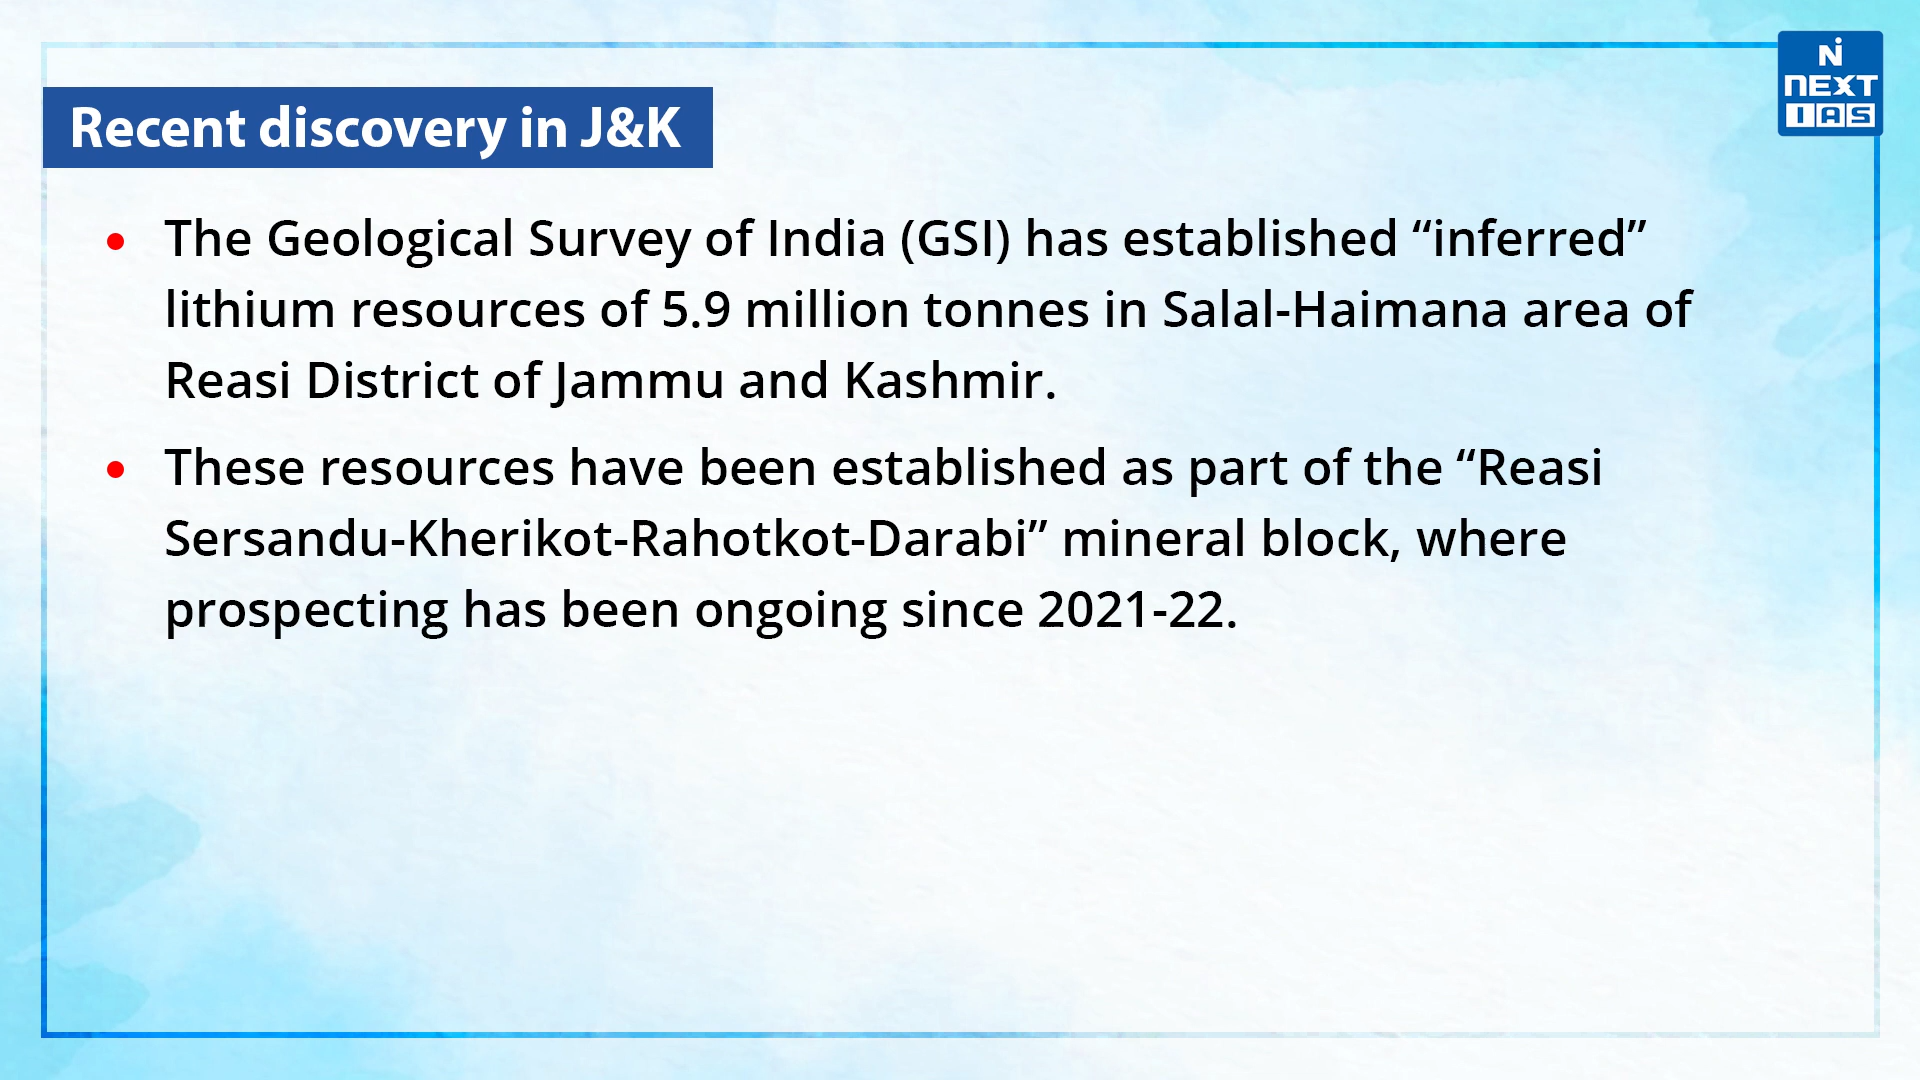 N
NEXT
IAS
Recent discovery in J&K
• The Geological Survey of India (GSI) has established “inferred”
lithium resources of 5.9 million tonnes in Salal-Haimana area of
Reasi District of Jammu and Kashmir.
• These resources have been established as part of the “Reasi
Sersandu-Kherikot-Rahotkot-Darabi” mineral block, where
prospecting has been ongoing since 2021-22.